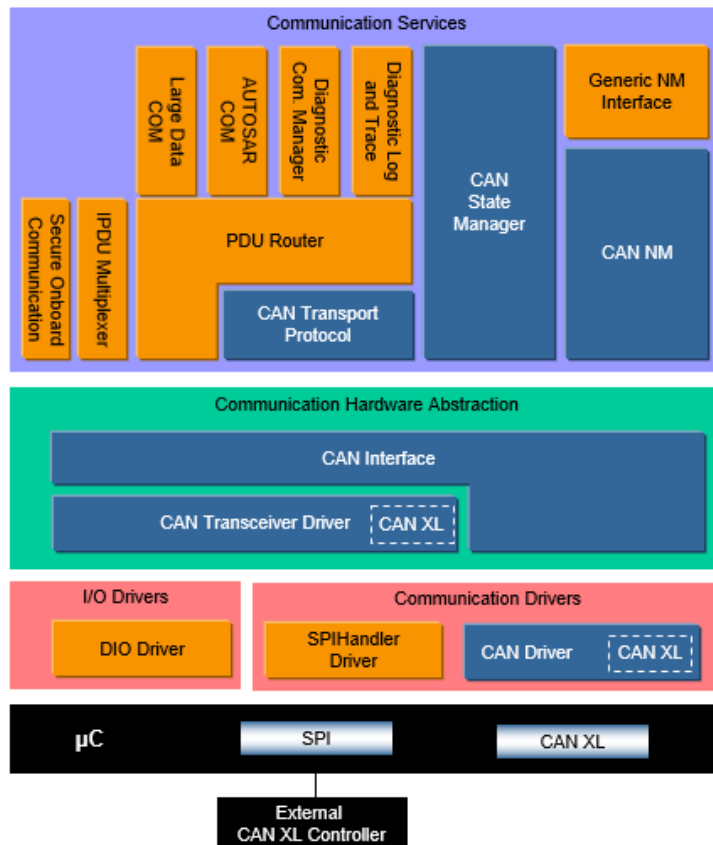 Communication Services
Large Data
COM
AUTOSAR
COM
Diagnostic
Com. Manager
Diagnostic Log
and Trace
CAN
State
Manager
Generic NM
Interface
Secure Onboard
Communication
IPDU Multiplexer
PDU Router
CAN NM
CAN Transport
Protocol
Communication Hardware Abstraction
CAN Interface
CAN Transceiver Driver
CAN XL
I/O Drivers
DIO Driver
Communication Drivers
SPIHandler
Driver
CAN Driver
CAN XL
µC
SPI
CAN XL
External
CAN XL Controller